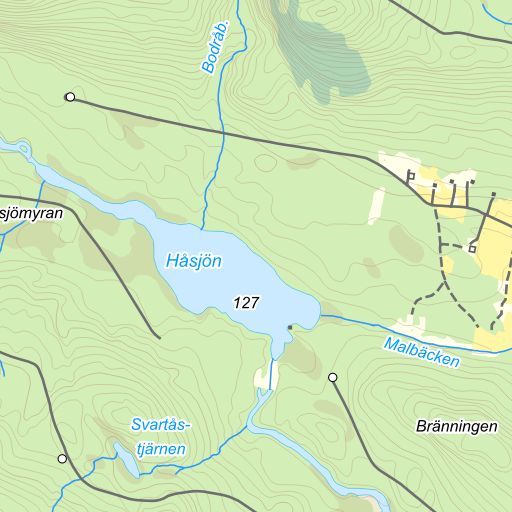 Bodråb.
sjömyran
Håsjön
127
Malbäcken
Svartås-
tjärnen
Bränningen